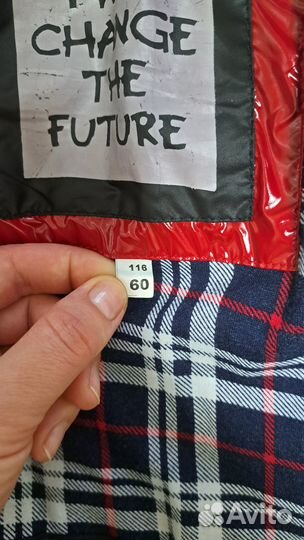 CHANGE
THE
FUTURE
116
60
Avito